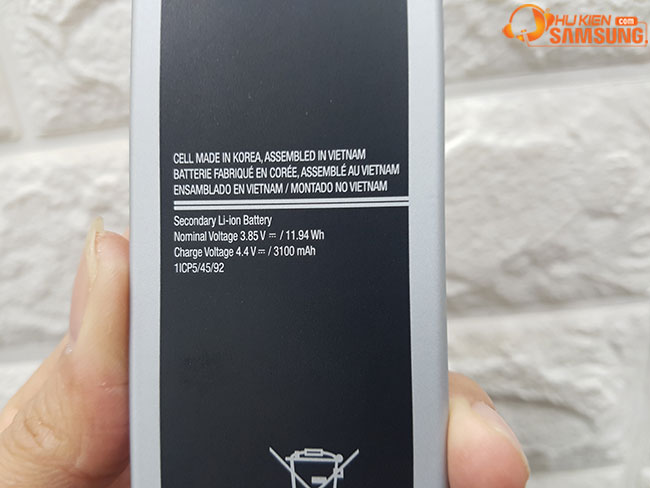 PHU KIEN
.com
SAMSUNG
CELL MADE IN KOREA, ASSEMBLED IN VIETNAM
BATTERIE FABRIQUÉ EN CORÉE, ASSEMBLÉ AU VIETNAM
ENSAMBLADO EN VIETNAM / MONTADO NO VIETNAM
Secondary Li-ion Battery
Nominal Voltage 3.85 V ⎓ / 11.94 Wh
Charge Voltage 4.4 V ⎓ / 3100 mAh
1ICP5/45/92